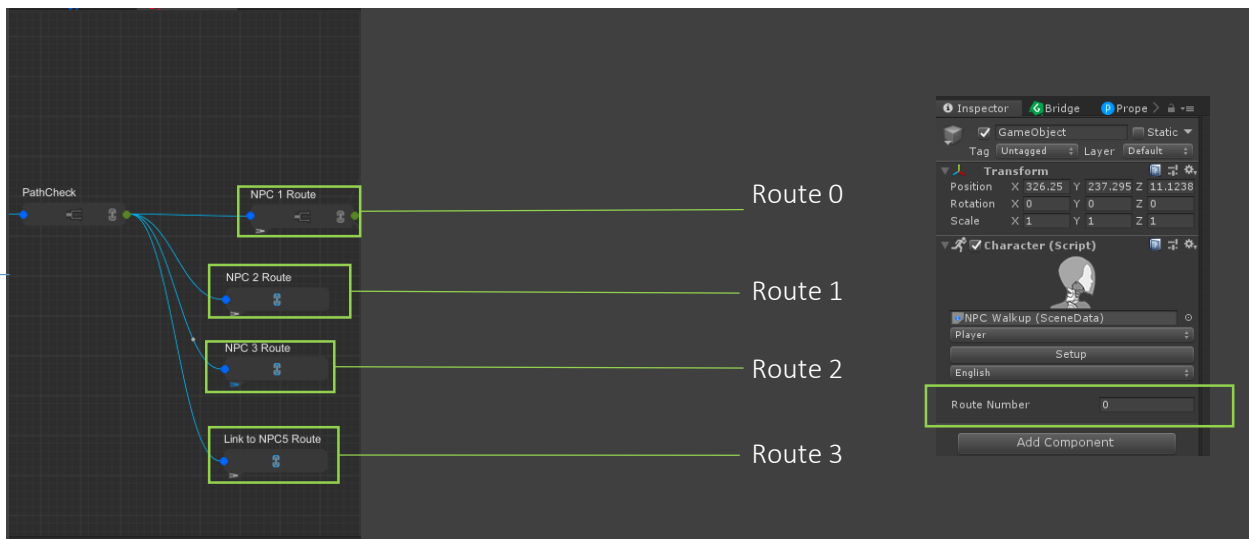 PathCheck
NPC 1 Route
NPC 2 Route
NPC 3 Route
Link to NPC5 Route
Route 0
Route 1
Route 2
Route 3
Inspector Bridge Prope
GameObject Static
Tag Untagged Layer Default
Transform
Position X 326.25 Y 237.295 Z 11.1238
Rotation X 0 Y 0 Z 0
Scale X 1 Y 1 Z 1
Character (Script)
NPC Walkup (SceneData)
Player
Setup
English
Route Number 0
Add Component